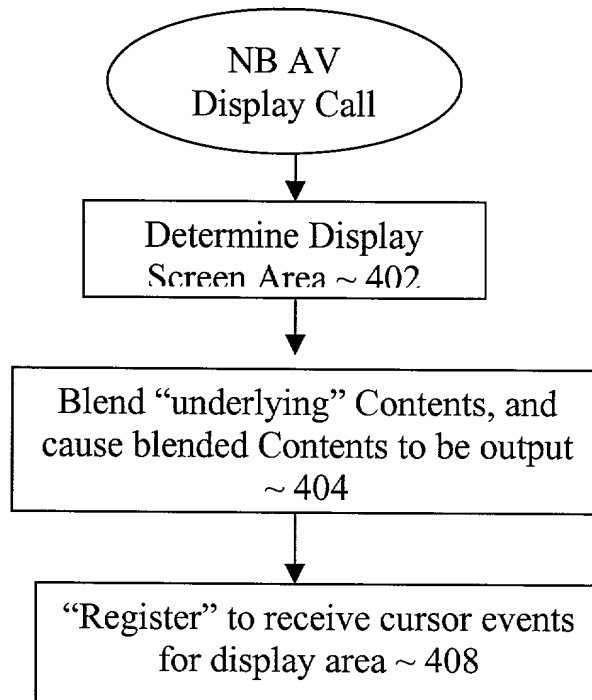 NB AV
Display Call
Determine Display
Screen Area ~ 402
Blend “underlying” Contents, and
cause blended Contents to be output
~ 404
“Register” to receive cursor events
for display area ~ 408